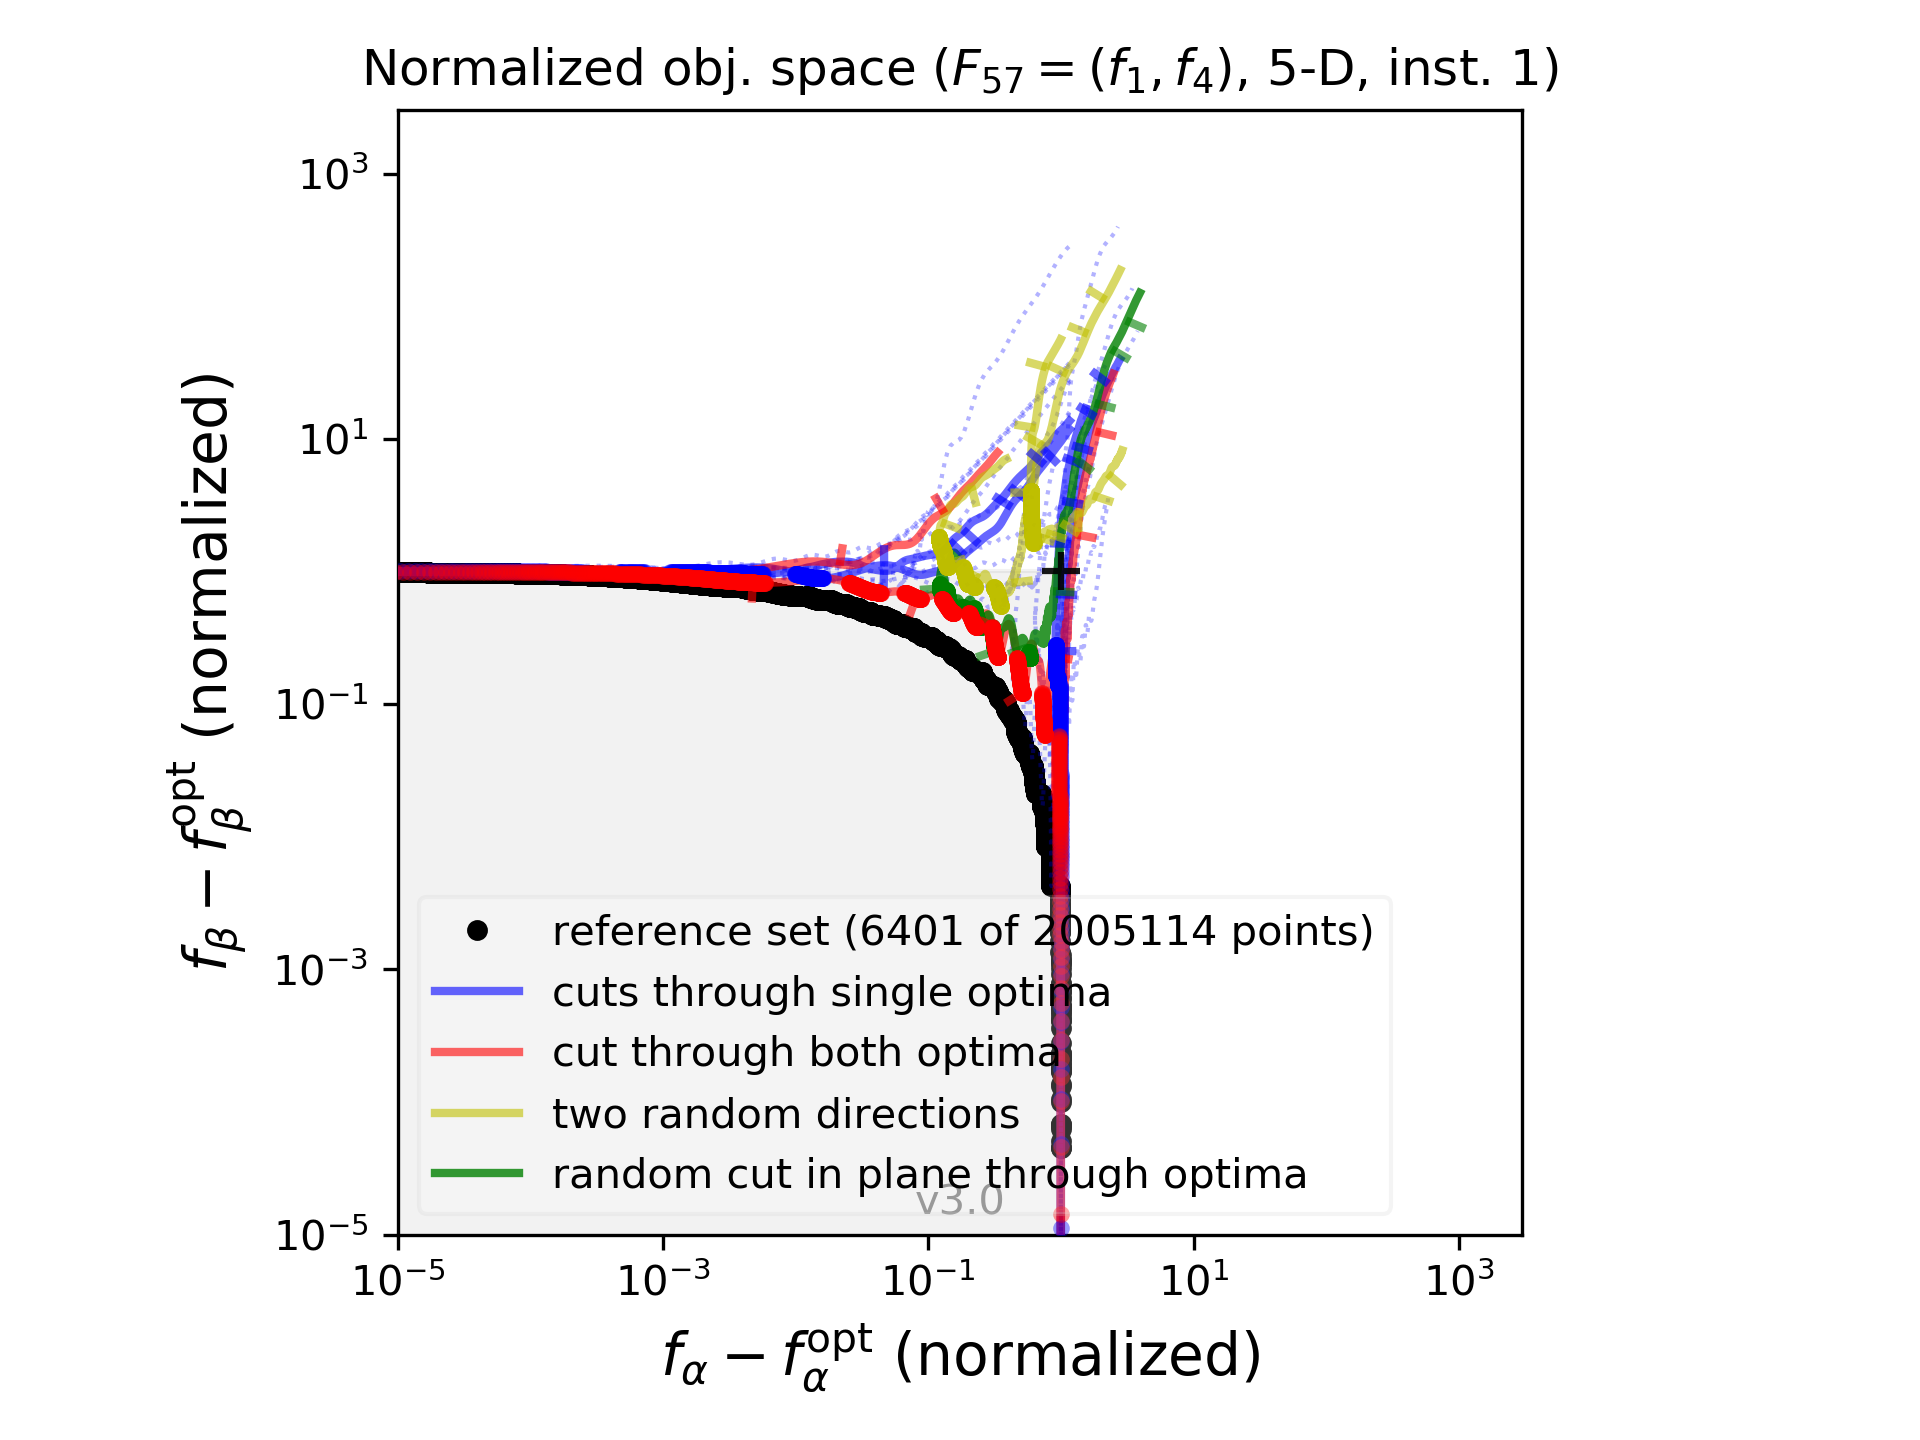 Normalized obj. space (F₅₇ = (f₁, f₄), 5-D, inst. 1)
10³
10¹
10⁻¹
10⁻³
10⁻⁵
f_β − f_β^opt (normalized)
reference set (6401 of 2005114 points)
cuts through single optima
cut through both optima
two random directions
random cut in plane through optima
v3.0
10⁻⁵ 10⁻³ 10⁻¹ 10¹ 10³
f_α − f_α^opt (normalized)